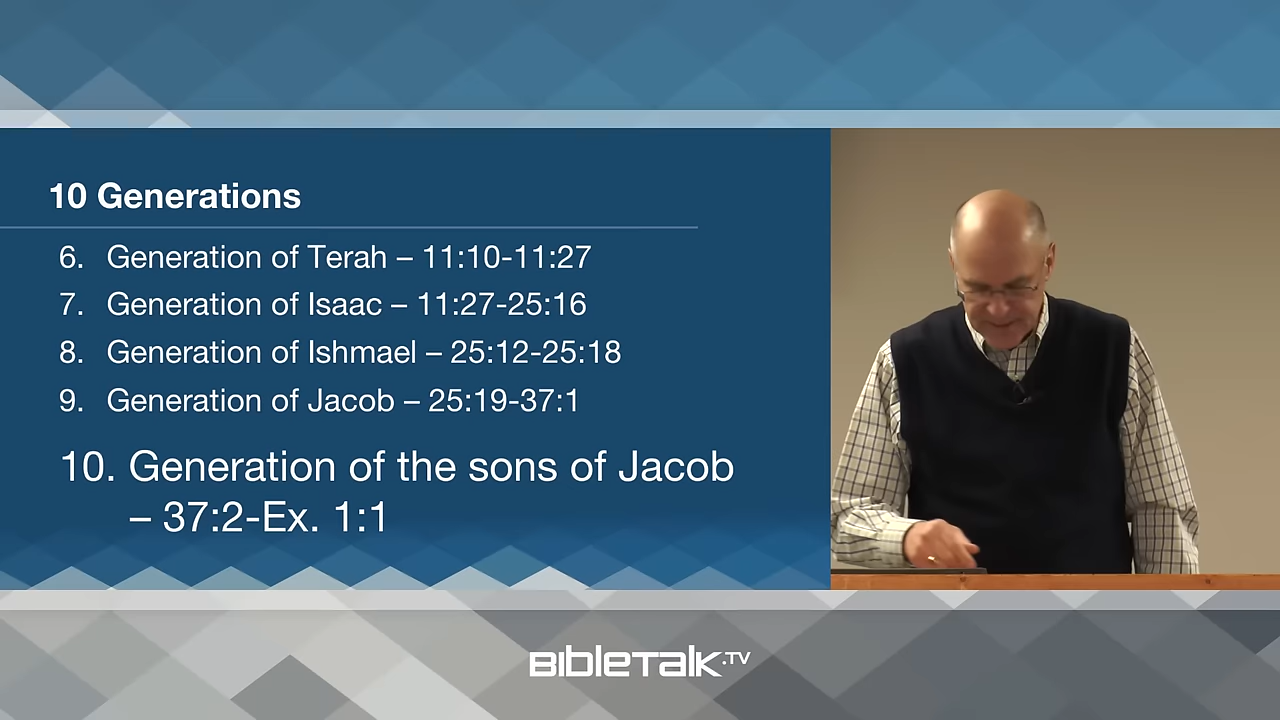 10 Generations
6. Generation of Terah – 11:10-11:27
7. Generation of Isaac – 11:27-25:16
8. Generation of Ishmael – 25:12-25:18
9. Generation of Jacob – 25:19-37:1
10. Generation of the sons of Jacob
– 37:2-Ex. 1:1
BIBLETALK.TV